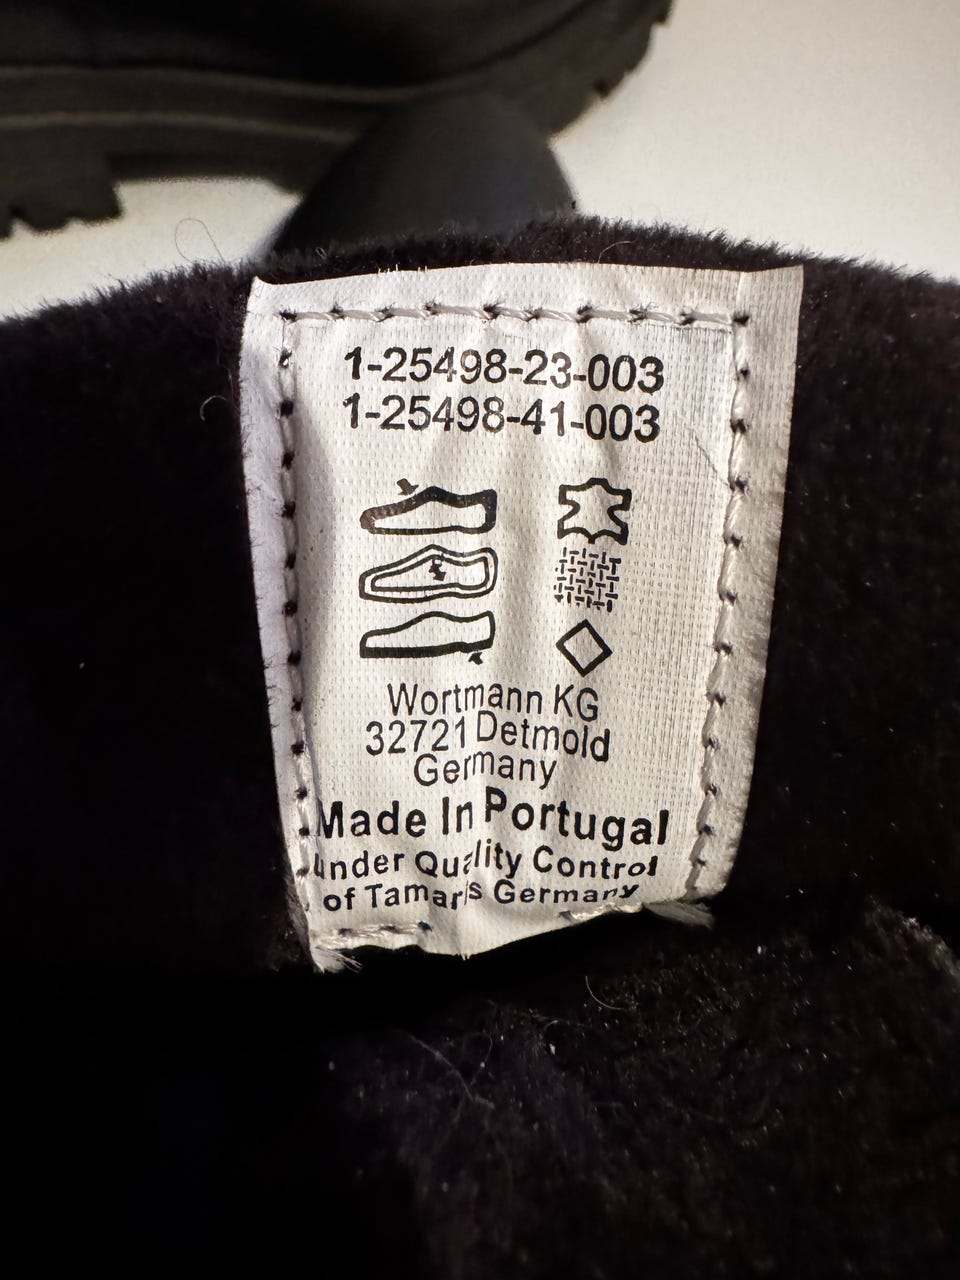 1-25498-23-003
1-25498-41-003
Wortmann KG
32721 Detmold
Germany
Made In Portugal
under Quality Control
of Tamaris Germany